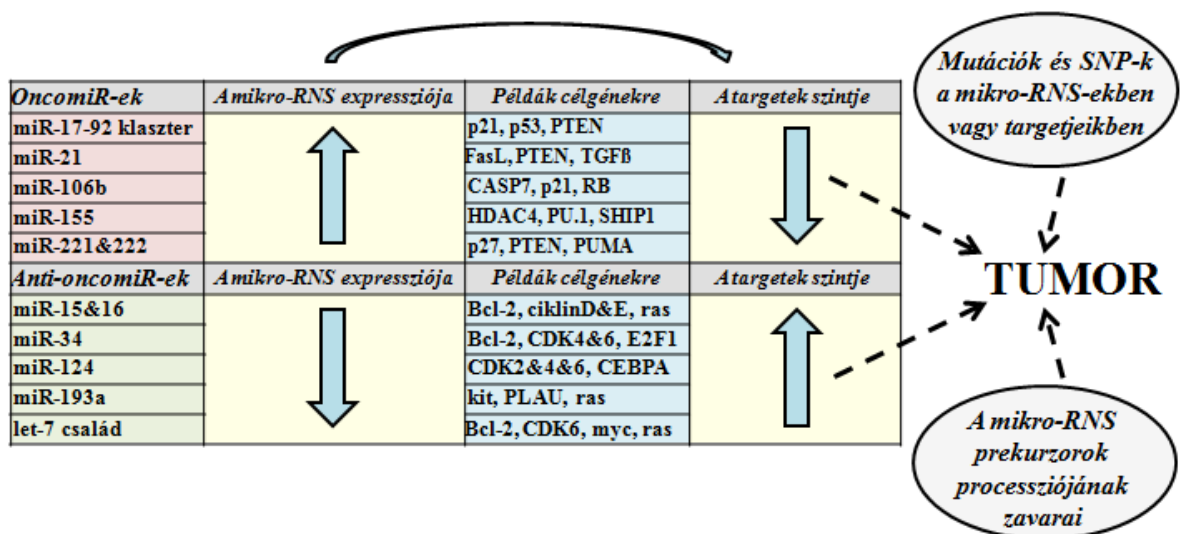 OncomiR-ek A mikro-RNS expressziója Példák célgénekre A targetek szintje
miR-17-92 klaszter p21, p53, PTEN
miR-21 FasL, PTEN, TGFß
miR-106b CASP7, p21, RB
miR-155 HDAC4, PU.1, SHIP1
miR-221&222 p27, PTEN, PUMA
Anti-oncomiR-ek A mikro-RNS expressziója Példák célgénekre A targetek szintje
miR-15&16 Bcl-2, ciklinD&E, ras
miR-34 Bcl-2, CDK4&6, E2F1
miR-124 CDK2&4&6, CEBPA
miR-193a kit, PLAU, ras
let-7 család Bcl-2, CDK6, myc, ras
Mutációk és SNP-k
a mikro-RNS-ekben
vagy targetjeikben
TUMOR
A mikro-RNS
prekurzorok
processziójának
zavarai